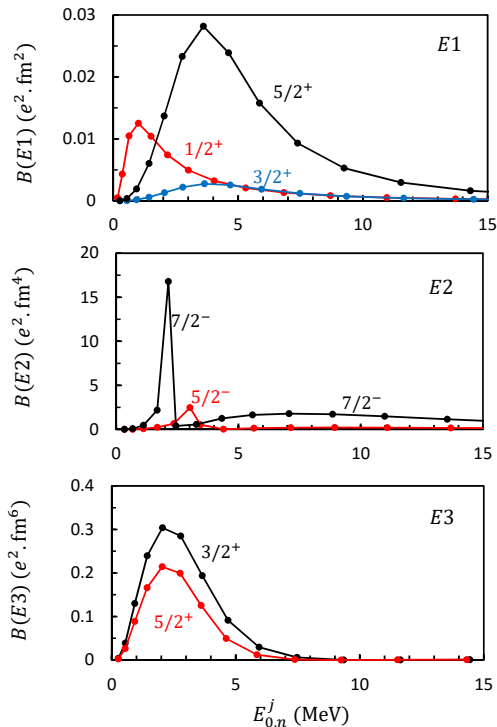 0.03
0.02
0.01
0
B(E1) (e².fm²)
E1
5/2⁺
1/2⁺
3/2⁺
0 5 10 15
20
15
10
5
0
B(E2) (e².fm⁴)
E2
7/2⁻
5/2⁻
7/2⁻
0 5 10 15
0.4
0.3
0.2
0.1
0
B(E3) (e².fm⁶)
E3
3/2⁺
5/2⁺
0 5 10 15
E^j_{0,n} (MeV)